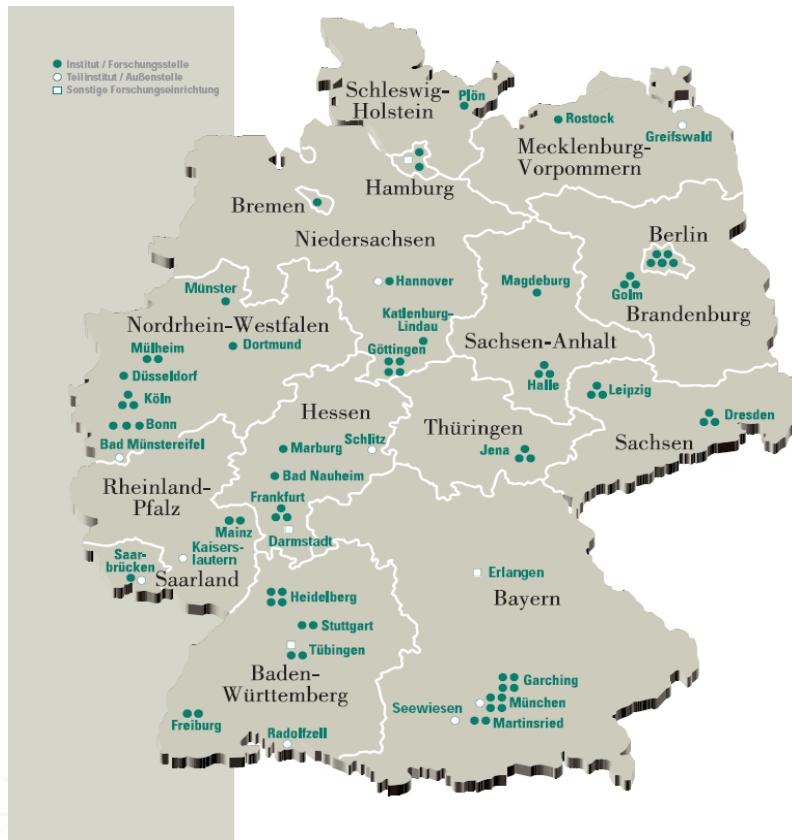 Institut / Forschungsstelle
Teilinstitut / Außenstelle
Sonstige Forschungseinrichtung
Schleswig-
Holstein
Plön
Rostock
Greifswald
Mecklenburg-
Vorpommern
Hamburg
Bremen
Niedersachsen
Berlin
Hannover
Magdeburg
Golm
Brandenburg
Münster
Nordrhein-Westfalen
Katlenburg-
Lindau
Sachsen-Anhalt
Dortmund
Göttingen
Mülheim
Düsseldorf
Halle
Leipzig
Köln
Hessen
Dresden
Bonn
Thüringen
Sachsen
Bad Münstereifel
Marburg
Schlitz
Jena
Bad Nauheim
Rheinland-
Pfalz
Frankfurt
Mainz
Darmstadt
Kaisers-
lautern
Saar-
brücken
Saarland
Erlangen
Bayern
Heidelberg
Stuttgart
Tübingen
Baden-
Württemberg
Garching
München
Seewiesen
Martinsried
Freiburg
Radolfzell